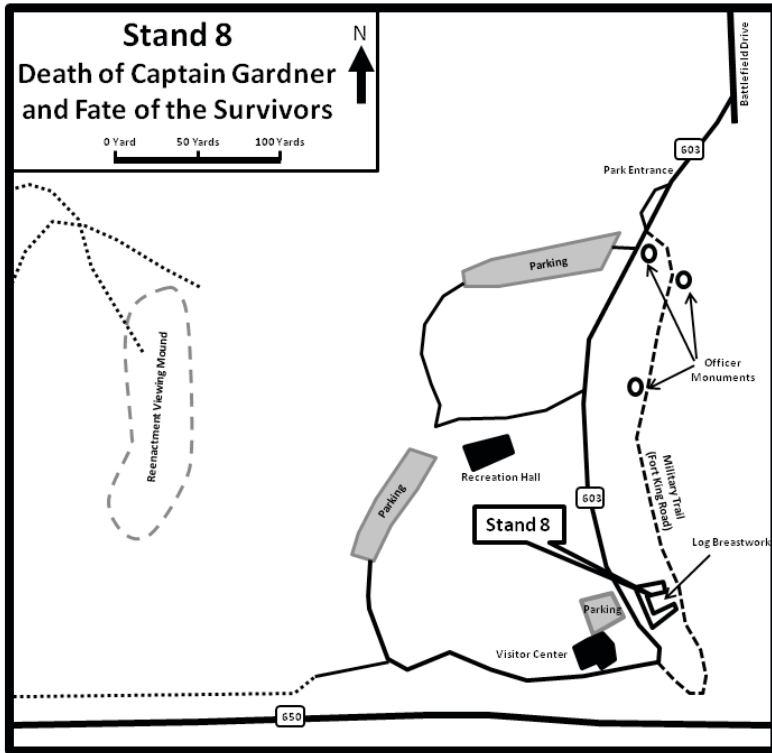 Stand 8
Death of Captain Gardner
and Fate of the Survivors
N
0 Yard
50 Yards
100 Yards
Battlefield Drive
603
Park Entrance
Parking
Officer
Monuments
Reenactment Viewing Mound
Recreation Hall
Military Trail
(Fort King Road)
Parking
603
Stand 8
Log Breastwork
Parking
Visitor Center
650